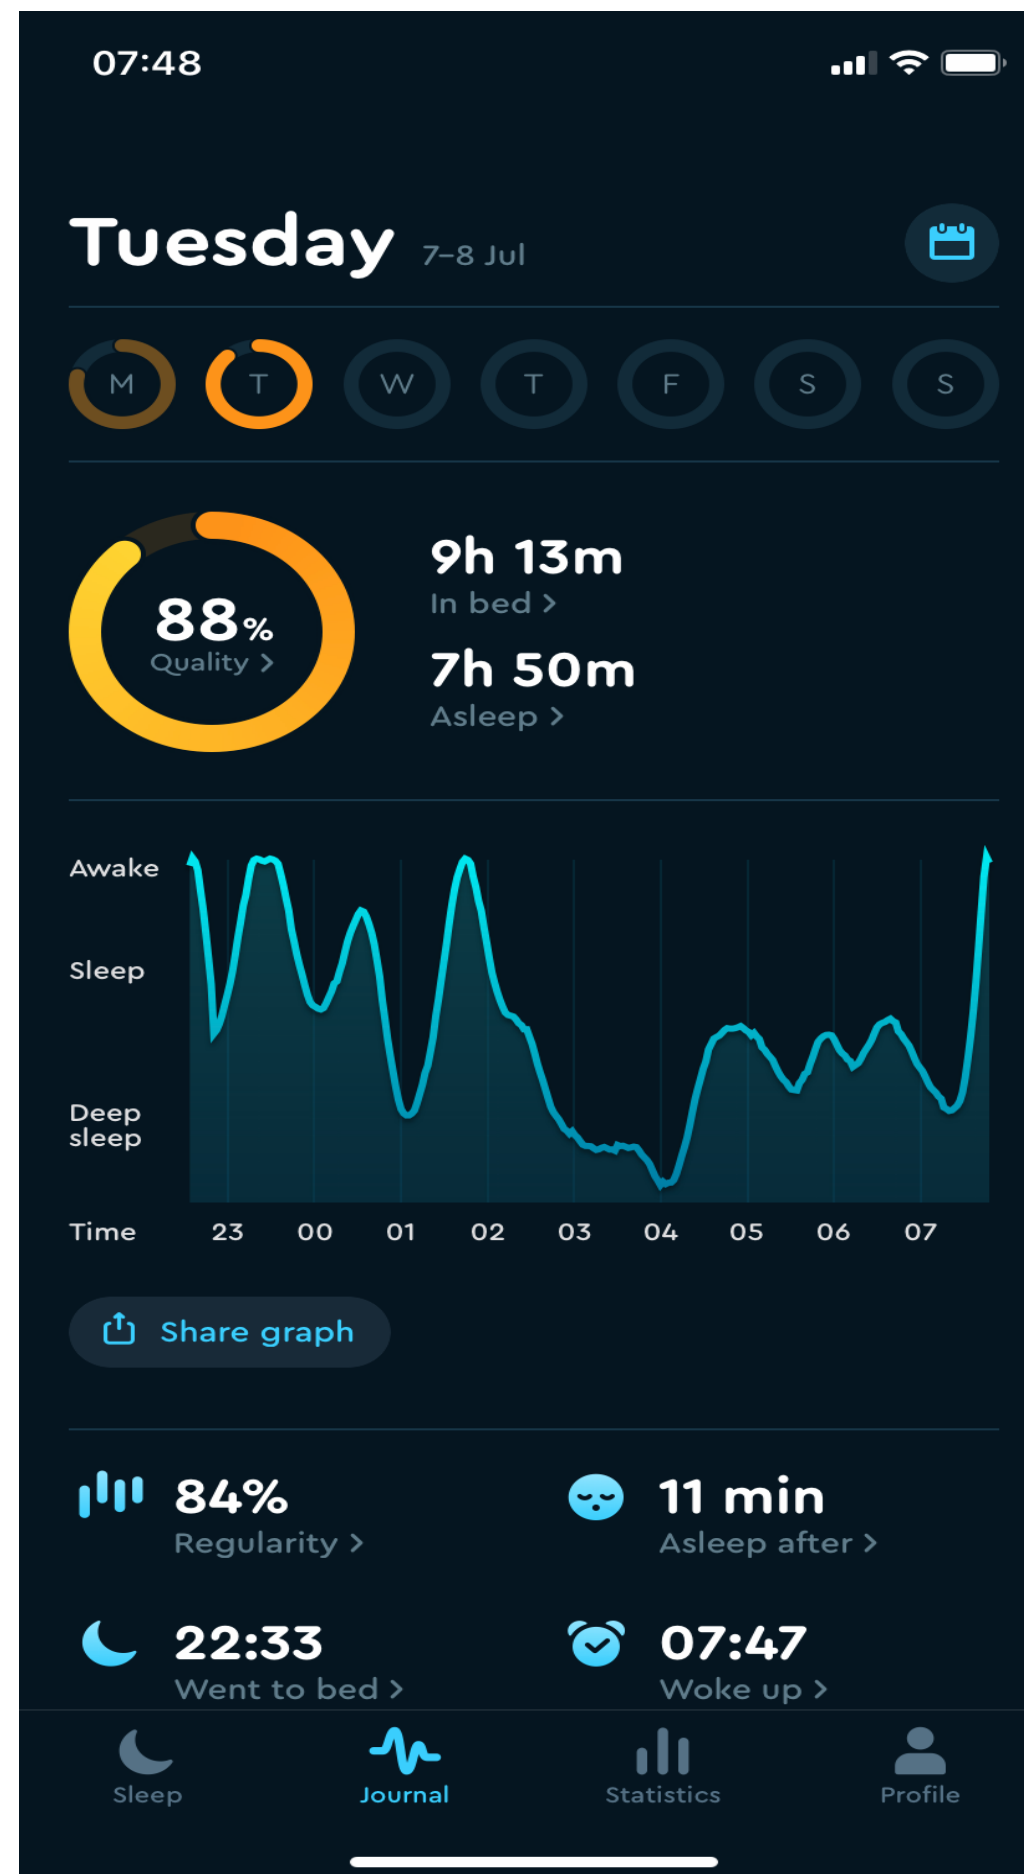 07:48
Tuesday 7–8 Jul
M T W T F S S
88%
Quality >
9h 13m
In bed >
7h 50m
Asleep >
Awake
Sleep
Deep
sleep
Time 23 00 01 02 03 04 05 06 07
Share graph
84%
Regularity >
11 min
Asleep after >
22:33
Went to bed >
07:47
Woke up >
Sleep Journal Statistics Profile